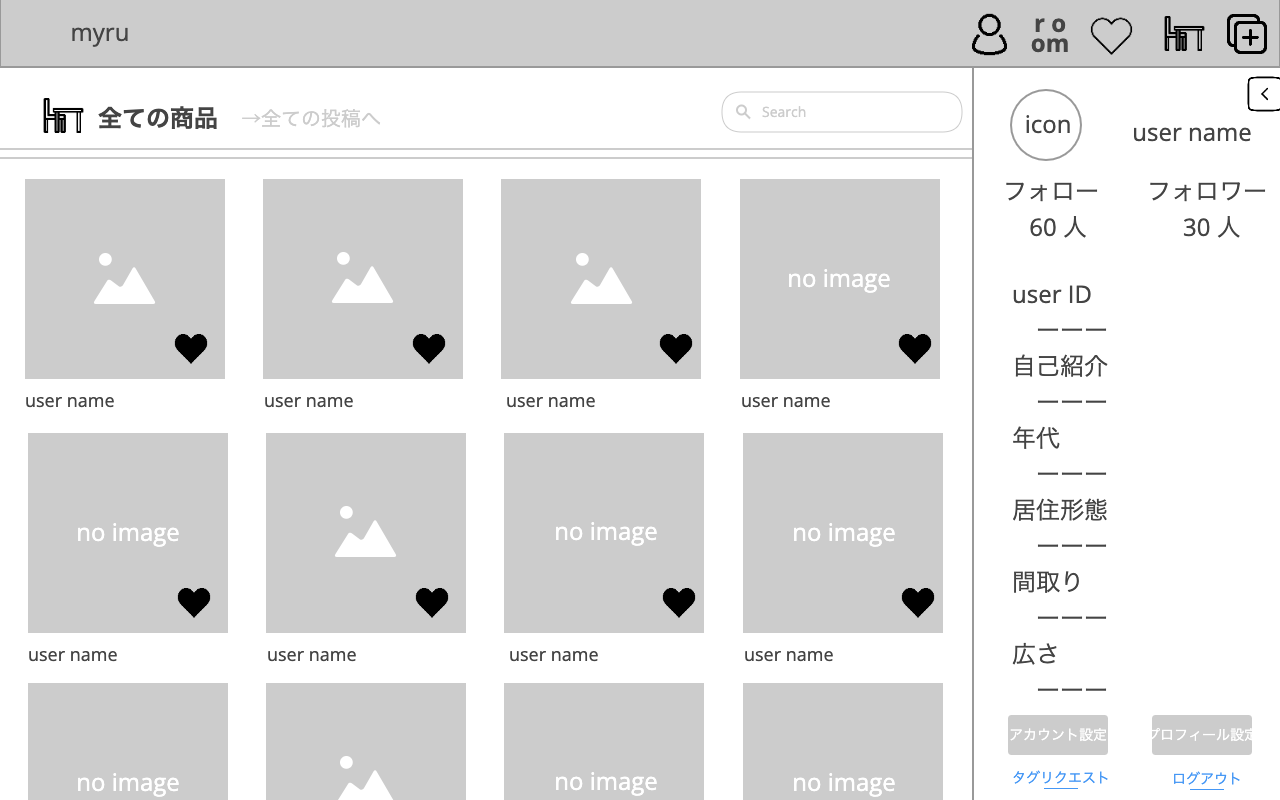 myru
r o
om
全ての商品
→全ての投稿へ
Search
no image
user name
user name
user name
user name
no image
no image
no image
user name
user name
user name
user name
no image
no image
no image
icon
user name
フォロー
フォロワー
60 人
30 人
user ID
ーーー
自己紹介
ーーー
年代
ーーー
居住形態
ーーー
間取り
ーーー
広さ
ーーー
アカウント設定
プロフィール設定
タグリクエスト
ログアウト